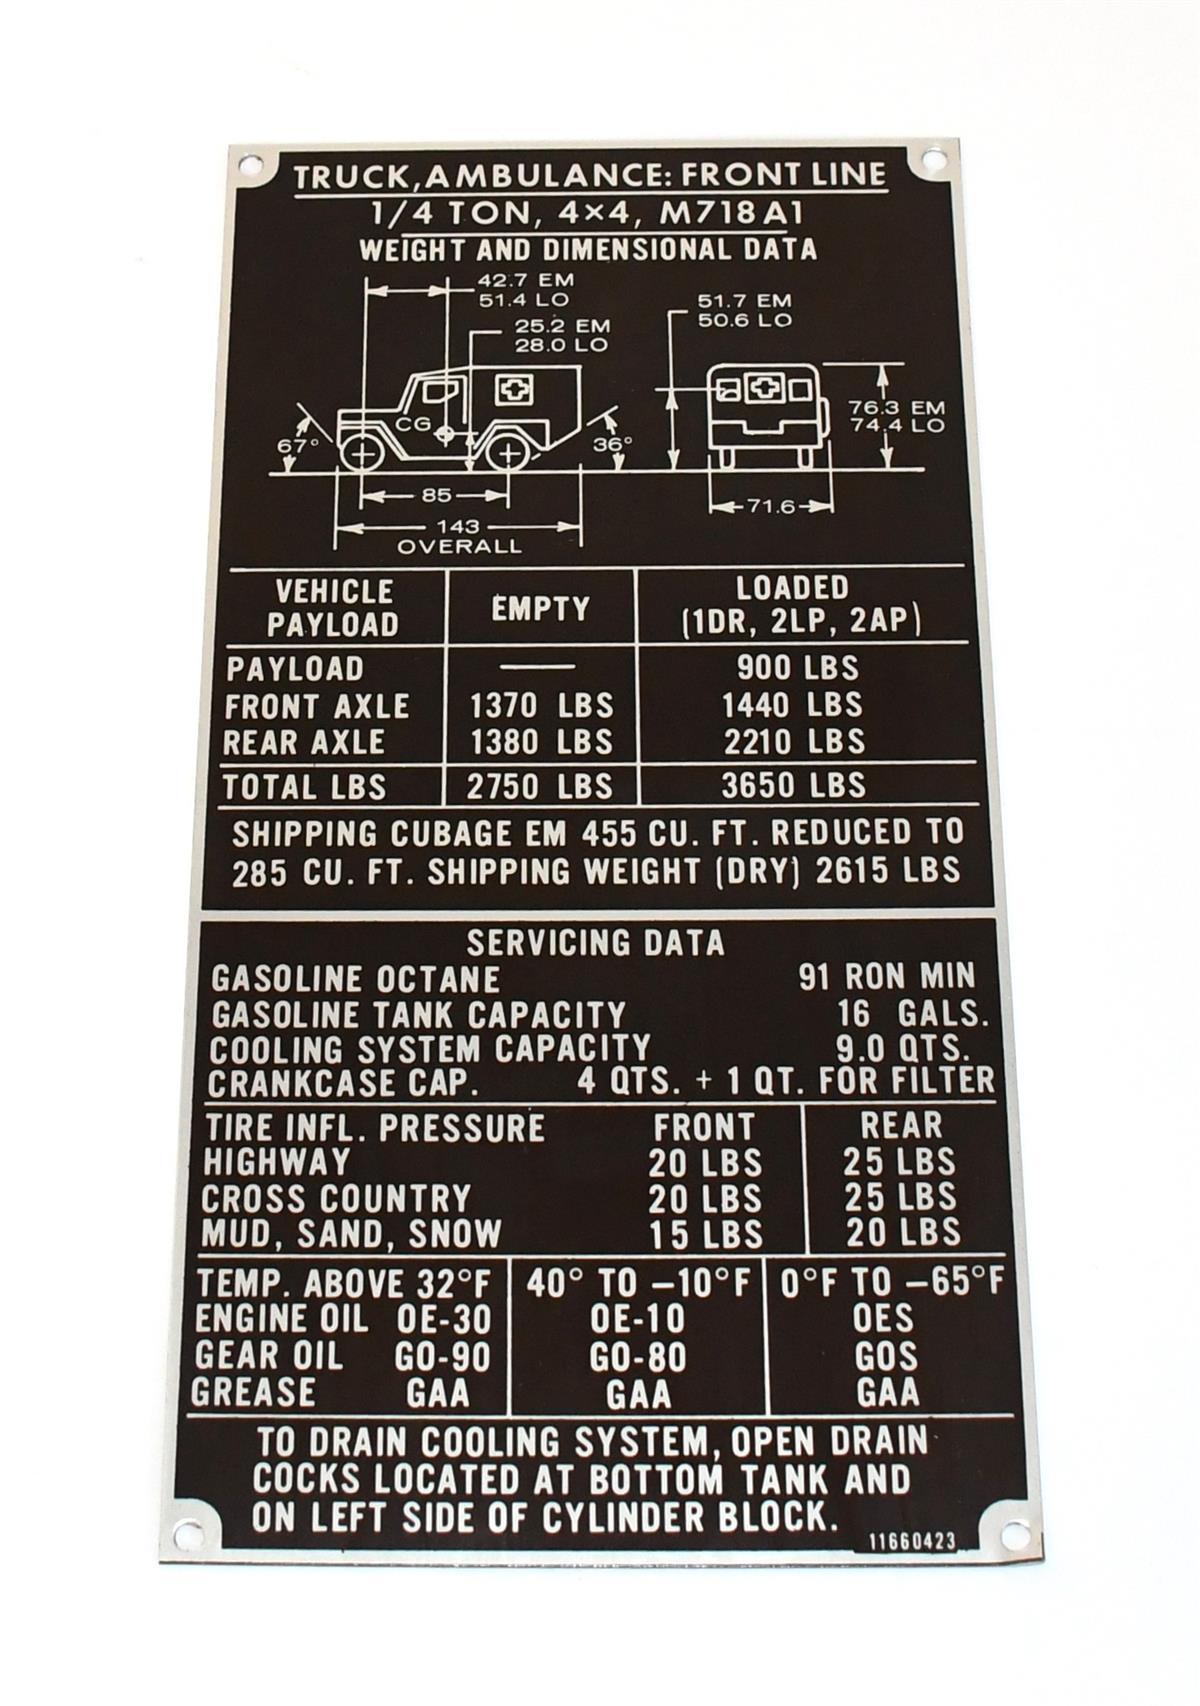 TRUCK, AMBULANCE: FRONT LINE
1/4 TON, 4×4, M718A1
WEIGHT AND DIMENSIONAL DATA
42.7 EM
51.4 LO
25.2 EM
28.0 LO
51.7 EM
50.6 LO
76.3 EM
74.4 LO
CG
67°
36°
85
143
OVERALL
71.6
VEHICLE PAYLOAD EMPTY LOADED (1DR, 2LP, 2AP)
PAYLOAD — 900 LBS
FRONT AXLE 1370 LBS 1440 LBS
REAR AXLE 1380 LBS 2210 LBS
TOTAL LBS 2750 LBS 3650 LBS
SHIPPING CUBAGE EM 455 CU. FT. REDUCED TO
285 CU. FT. SHIPPING WEIGHT (DRY) 2615 LBS
SERVICING DATA
GASOLINE OCTANE 91 RON MIN
GASOLINE TANK CAPACITY 16 GALS.
COOLING SYSTEM CAPACITY 9.0 QTS.
CRANKCASE CAP. 4 QTS. + 1 QT. FOR FILTER
TIRE INFL. PRESSURE FRONT REAR
HIGHWAY 20 LBS 25 LBS
CROSS COUNTRY 20 LBS 25 LBS
MUD, SAND, SNOW 15 LBS 20 LBS
TEMP. ABOVE 32°F 40° TO –10°F 0°F TO –65°F
ENGINE OIL OE-30 OE-10 OES
GEAR OIL GO-90 GO-80 GOS
GREASE GAA GAA GAA
TO DRAIN COOLING SYSTEM, OPEN DRAIN
COCKS LOCATED AT BOTTOM TANK AND
ON LEFT SIDE OF CYLINDER BLOCK.
11660423